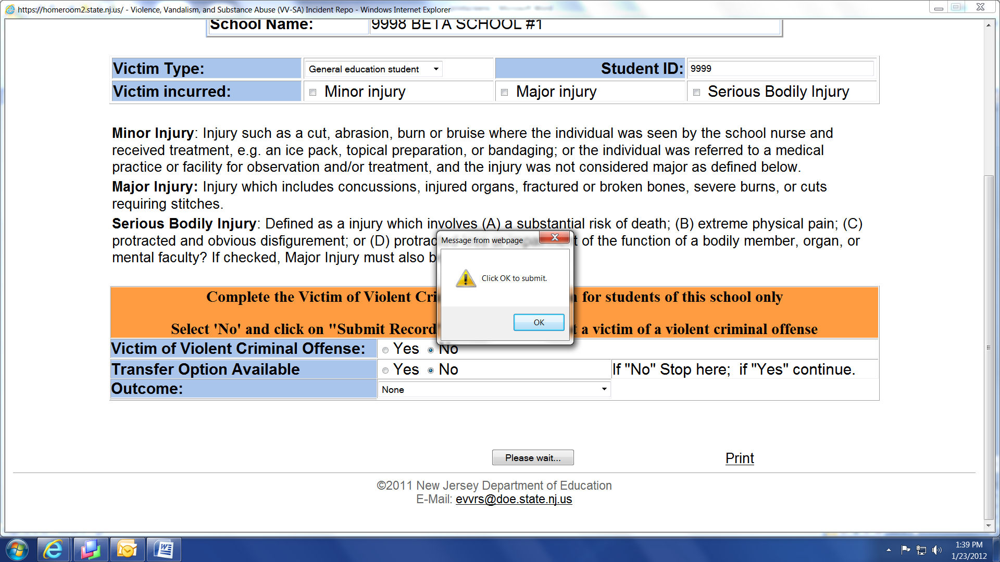 https://homeroom2.state.nj.us/ - Violence, Vandalism, and Substance Abuse (VV-SA) Incident Repo - Windows Internet Explorer
School Name: 9998 BETA SCHOOL #1
Victim Type: General education student Student ID: 9999
Victim incurred: Minor injury Major injury Serious Bodily Injury
Minor Injury: Injury such as a cut, abrasion, burn or bruise where the individual was seen by the school nurse and
received treatment, e.g. an ice pack, topical preparation, or bandaging; or the individual was referred to a medical
practice or facility for observation and/or treatment, and the injury was not considered major as defined below.
Major Injury: Injury which includes concussions, injured organs, fractured or broken bones, severe burns, or cuts
requiring stitches.
Serious Bodily Injury: Defined as a injury which involves (A) a substantial risk of death; (B) extreme physical pain; (C)
protracted and obvious disfigurement; or (D) protrac of the function of a bodily member, organ, or
mental faculty? If checked, Major Injury must also b
Message from webpage
Click OK to submit.
OK
Complete the Victim of Violent Cri for students of this school only
Select 'No' and click on "Submit Record a victim of a violent criminal offense
Victim of Violent Criminal Offense: Yes No
Transfer Option Available Yes No If "No" Stop here; if "Yes" continue.
Outcome: None
Please wait... Print
©2011 New Jersey Department of Education
E-Mail: evvrs@doe.state.nj.us
1:39 PM
1/23/2012